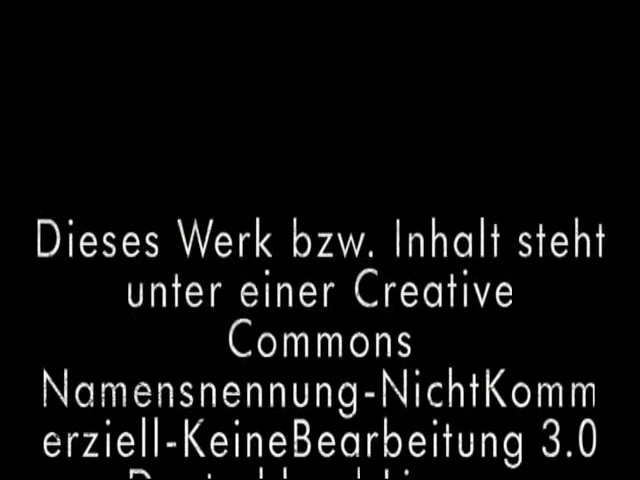 Dieses Werk bzw. Inhalt steht
unter einer Creative
Commons
Namensnennung-NichtKomm
erziell-KeineBearbeitung 3.0